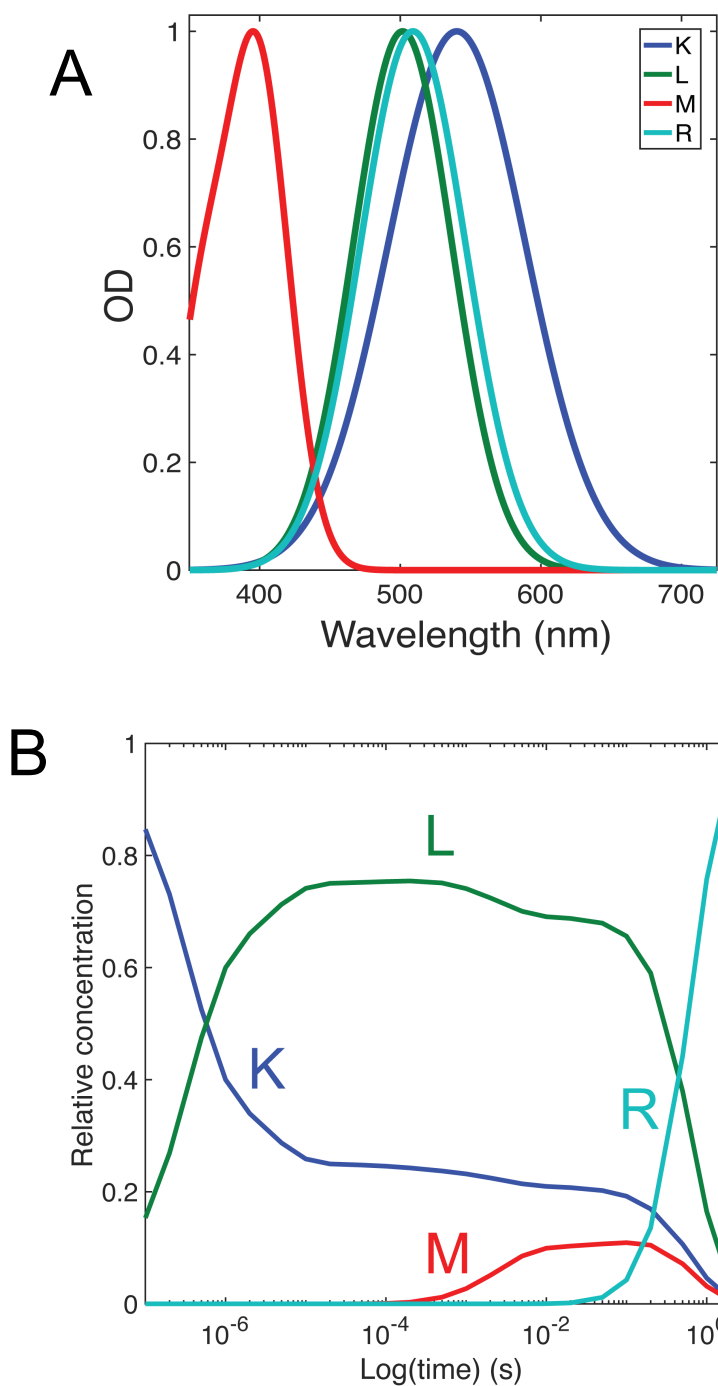 A
1
0.8
0.6
0.4
0.2
0
OD
K
L
M
R
400 500 600 700
Wavelength (nm)
B
1
0.8
0.6
0.4
0.2
0
Relative concentration
L
K
R
M
10-6 10-4 10-2 100
Log(time) (s)